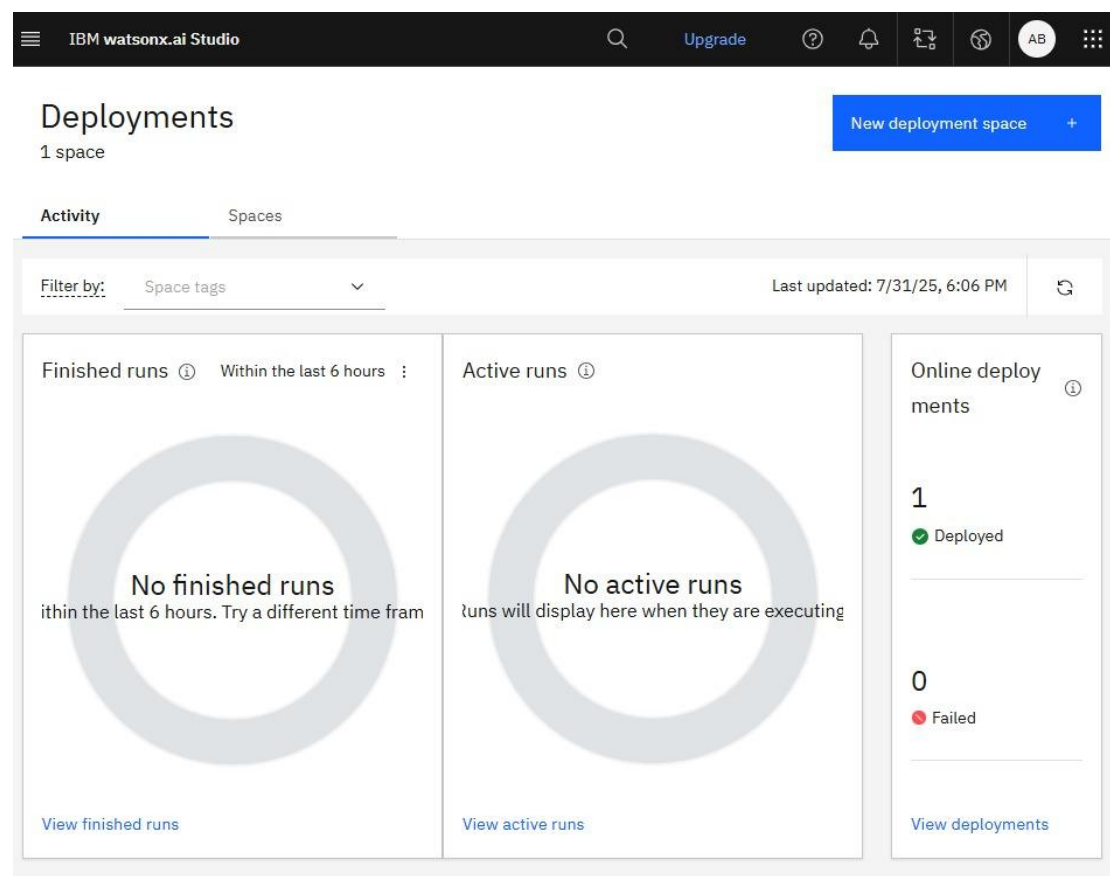 IBM watsonx.ai Studio
Upgrade
AB
Deployments
1 space
New deployment space +
Activity
Spaces
Filter by:
Space tags
Last updated: 7/31/25, 6:06 PM
Finished runs
Within the last 6 hours
No finished runs
ithin the last 6 hours. Try a different time fram
View finished runs
Active runs
No active runs
Runs will display here when they are executing
View active runs
Online deploy
ments
1
Deployed
0
Failed
View deployments